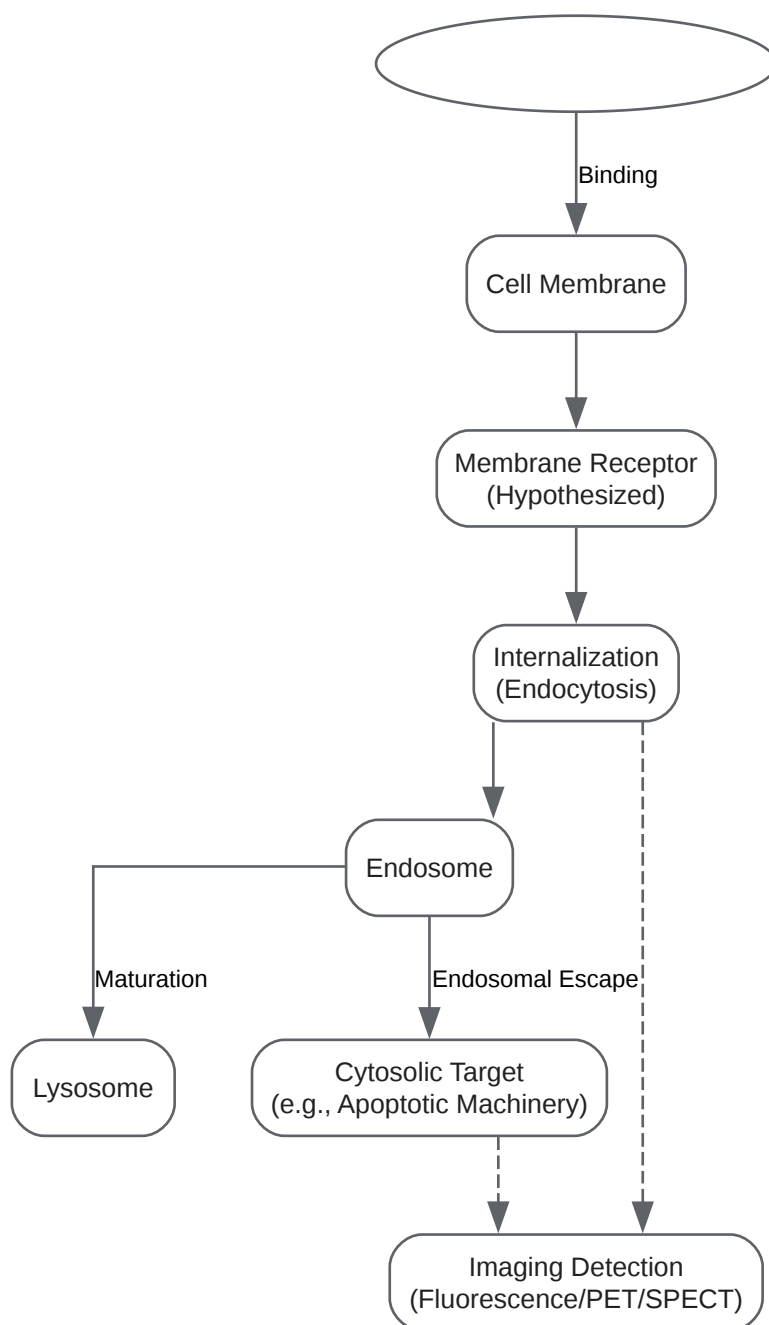 Binding
Cell Membrane
Membrane Receptor
(Hypothesized)
Internalization
(Endocytosis)
Endosome
Maturation
Endosomal Escape
Lysosome
Cytosolic Target
(e.g., Apoptotic Machinery)
Imaging Detection
(Fluorescence/PET/SPECT)